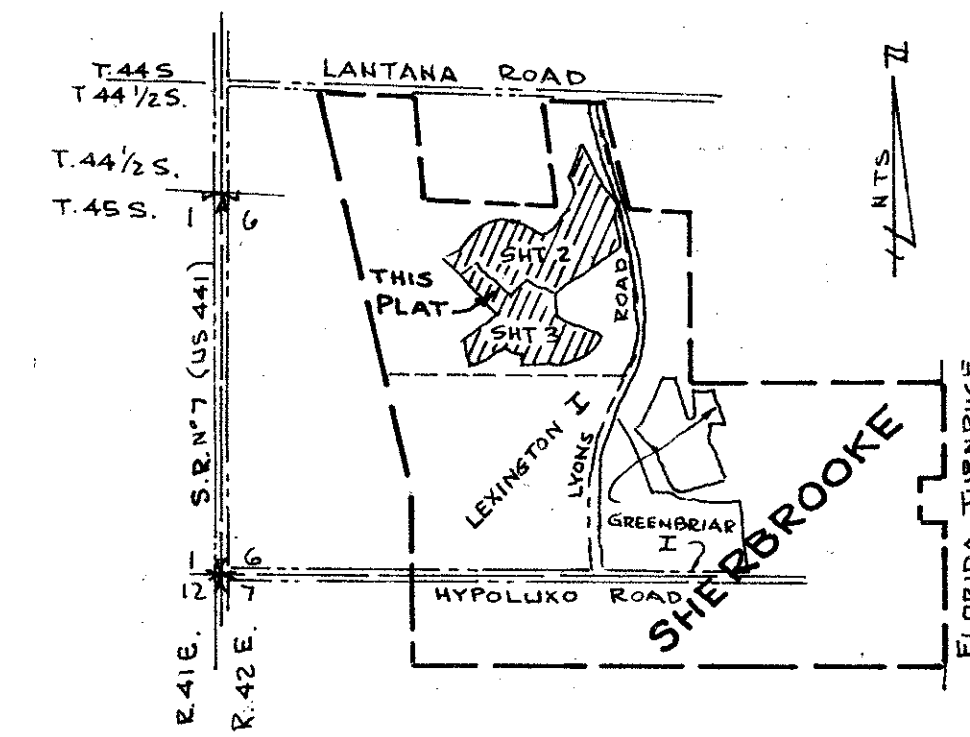 T.44 S
LANTANA ROAD
T 44 1/2 S.
T. 44 1/2 S.
T. 45 S.
1 6
N
NTS
SHT 2
THIS
PLAT
SHT 3
ROAD
S.R. Nº 7 (US 441)
LEXINGTON I
LYONS
GREENBRIAR
I
SHERBROOKE
FLORIDA TURNPIKE
1 6
12 7
HYPOLUXO ROAD
R. 41 E.
R. 42 E.